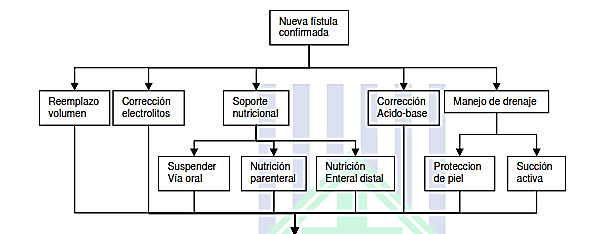 Nueva fístula
confirmada
Reemplazo
volumen
Corrección
electrolitos
Soporte
nutricional
Corrección
Acido-base
Manejo de drenaje
Suspender
Vía oral
Nutrición
parenteral
Nutrición
Enteral distal
Proteccion
de piel
Succión
activa